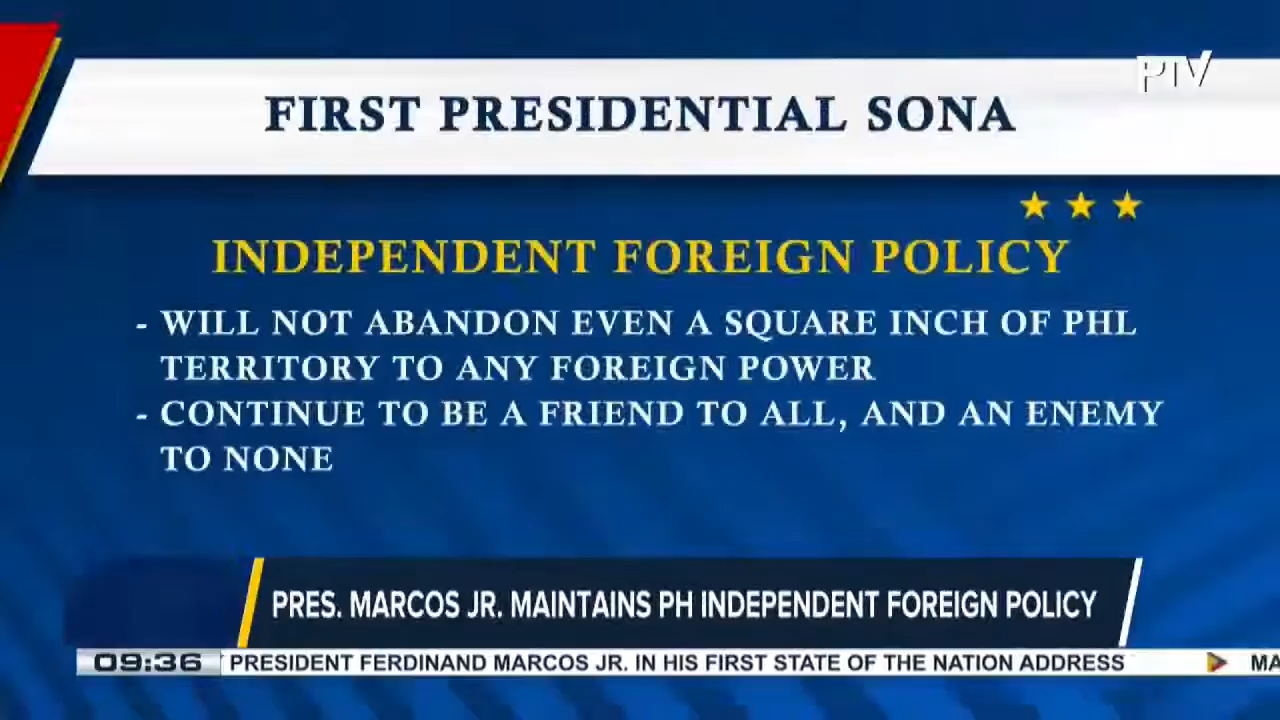 PTV
FIRST PRESIDENTIAL SONA
INDEPENDENT FOREIGN POLICY
- WILL NOT ABANDON EVEN A SQUARE INCH OF PHL
TERRITORY TO ANY FOREIGN POWER
- CONTINUE TO BE A FRIEND TO ALL, AND AN ENEMY
TO NONE
PRES. MARCOS JR. MAINTAINS PH INDEPENDENT FOREIGN POLICY
09:36 PRESIDENT FERDINAND MARCOS JR. IN HIS FIRST STATE OF THE NATION ADDRESS MA